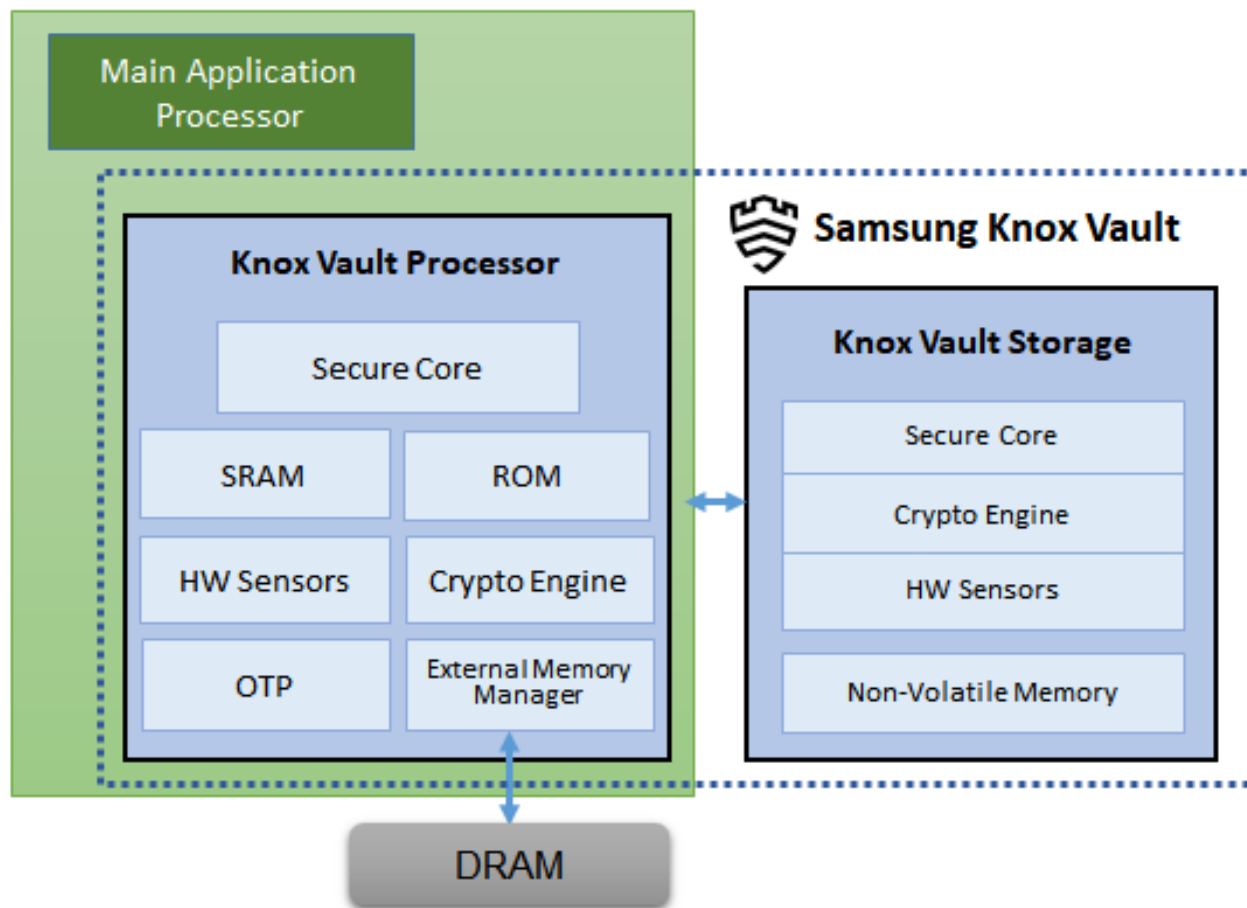 Main Application
Processor
Samsung Knox Vault
Knox Vault Processor
Secure Core
SRAM
ROM
HW Sensors
Crypto Engine
OTP
External Memory
Manager
Knox Vault Storage
Secure Core
Crypto Engine
HW Sensors
Non-Volatile Memory
DRAM